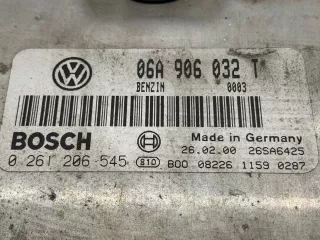 06A 906 032 T
BENZIN 0003
BOSCH
Made in Germany
26.02.00 26SA6425
0 261 206 545 S10 B00 08226 1159 0287